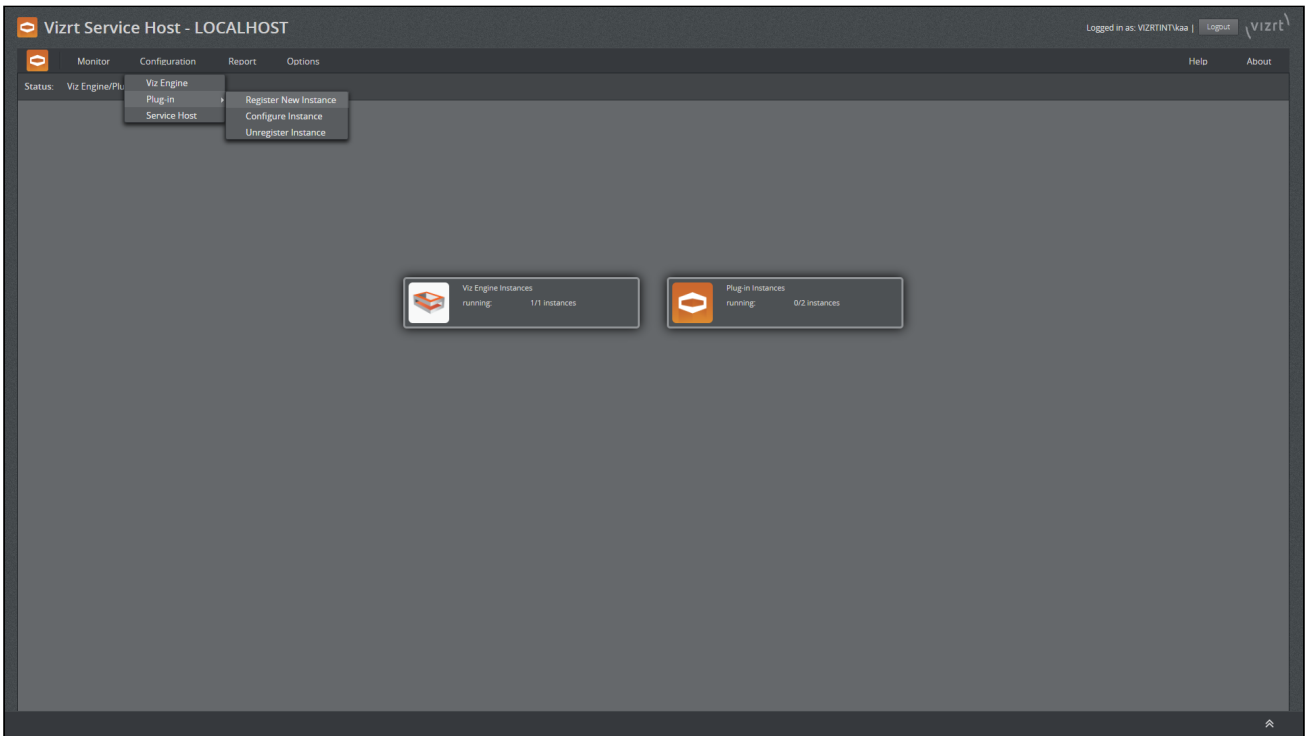 Vizrt Service Host - LOCALHOST
Logged in as: VIZRTINT\kaa | Logout
vizrt
Monitor Configuration Report Options Help About
Status: Viz Engine/Plu
Viz Engine
Plug-in
Service Host
Register New Instance
Configure Instance
Unregister Instance
Viz Engine Instances
running: 1/1 instances
Plug-in Instances
running: 0/2 instances